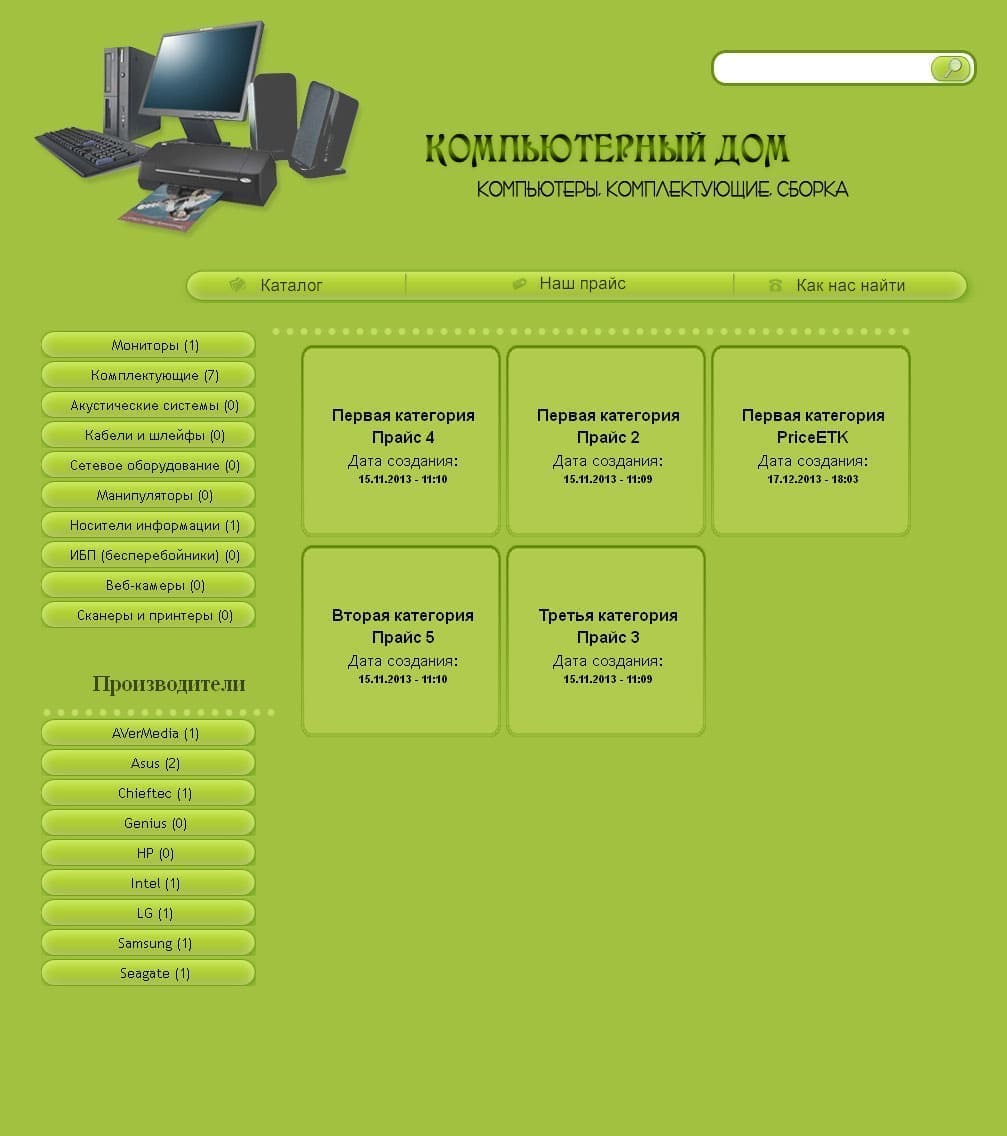 КОМПЬЮТЕРНЫЙ ДОМ
КОМПЬЮТЕРЫ, КОМПЛЕКТУЮЩИЕ, СБОРКА
Каталог
Наш прайс
Как нас найти
Мониторы (1)
Комплектующие (7)
Акустические системы (0)
Кабели и шлейфы (0)
Сетевое оборудование (0)
Манипуляторы (0)
Носители информации (1)
ИБП (бесперебойники) (0)
Веб-камеры (0)
Сканеры и принтеры (0)
Производители
AVerMedia (1)
Asus (2)
Chieftec (1)
Genius (0)
HP (0)
Intel (1)
LG (1)
Samsung (1)
Seagate (1)
Первая категория
Прайс 4
Дата создания:
15.11.2013 - 11:10
Первая категория
Прайс 2
Дата создания:
15.11.2013 - 11:09
Первая категория
PriceETK
Дата создания:
17.12.2013 - 18:03
Вторая категория
Прайс 5
Дата создания:
15.11.2013 - 11:10
Третья категория
Прайс 3
Дата создания:
15.11.2013 - 11:09